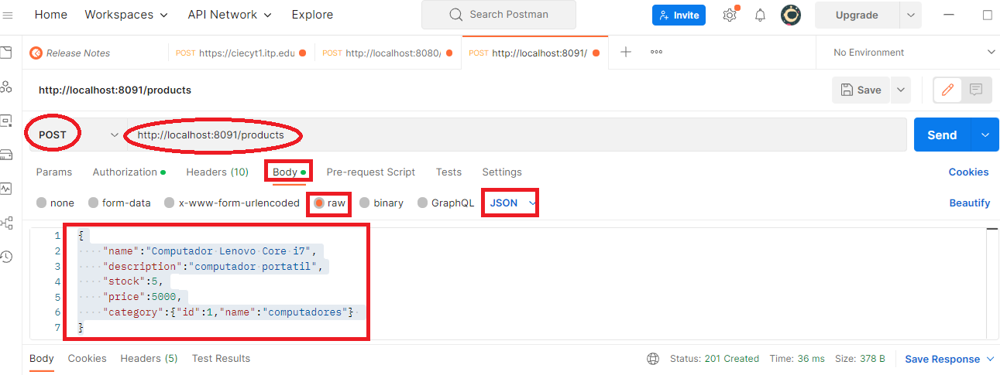 Home Workspaces API Network Explore Search Postman Invite Upgrade
Release Notes POST https://ciecyt1.itp.edu POST http://localhost:8080/ POST http://localhost:8091/ No Environment
http://localhost:8091/products Save
POST http://localhost:8091/products Send
Params Authorization Headers (10) Body Pre-request Script Tests Settings Cookies
none form-data x-www-form-urlencoded raw binary GraphQL JSON Beautify
1 {
2 "name":"Computador Lenovo Core i7",
3 "description":"computador portatil",
4 "stock":5,
5 "price":5000,
6 "category":{"id":1,"name":"computadores"}
7 }
Body Cookies Headers (5) Test Results Status: 201 Created Time: 36 ms Size: 378 B Save Response